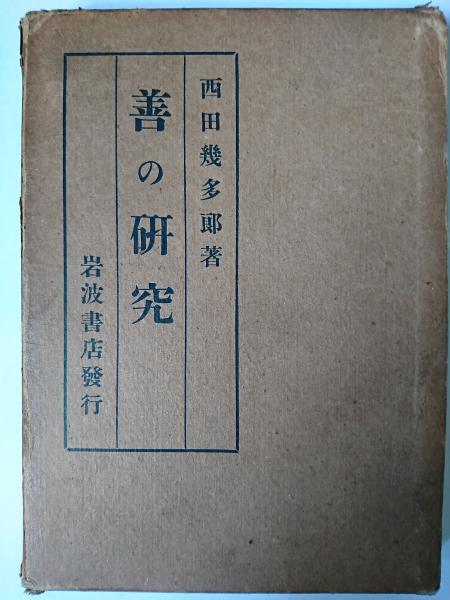 西田幾多郎著
善の研究
岩波書店發行